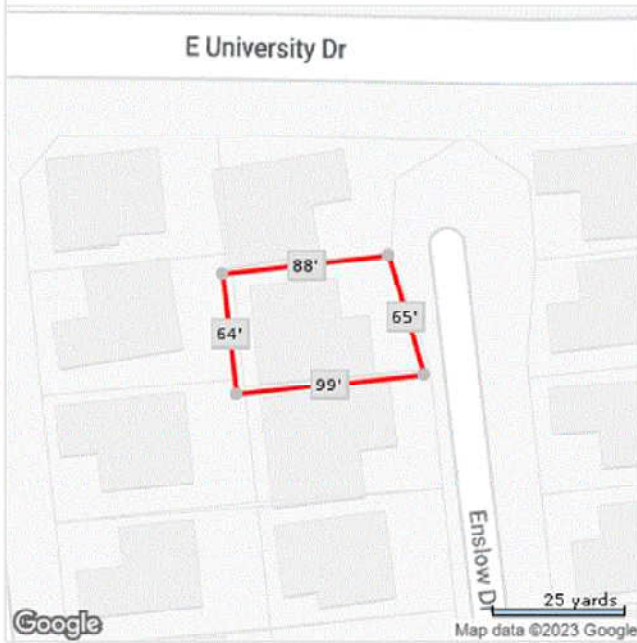 E University Dr
88'
64'
65'
99'
Enslow Dr
25 yards
Google
Map data ©2023 Google